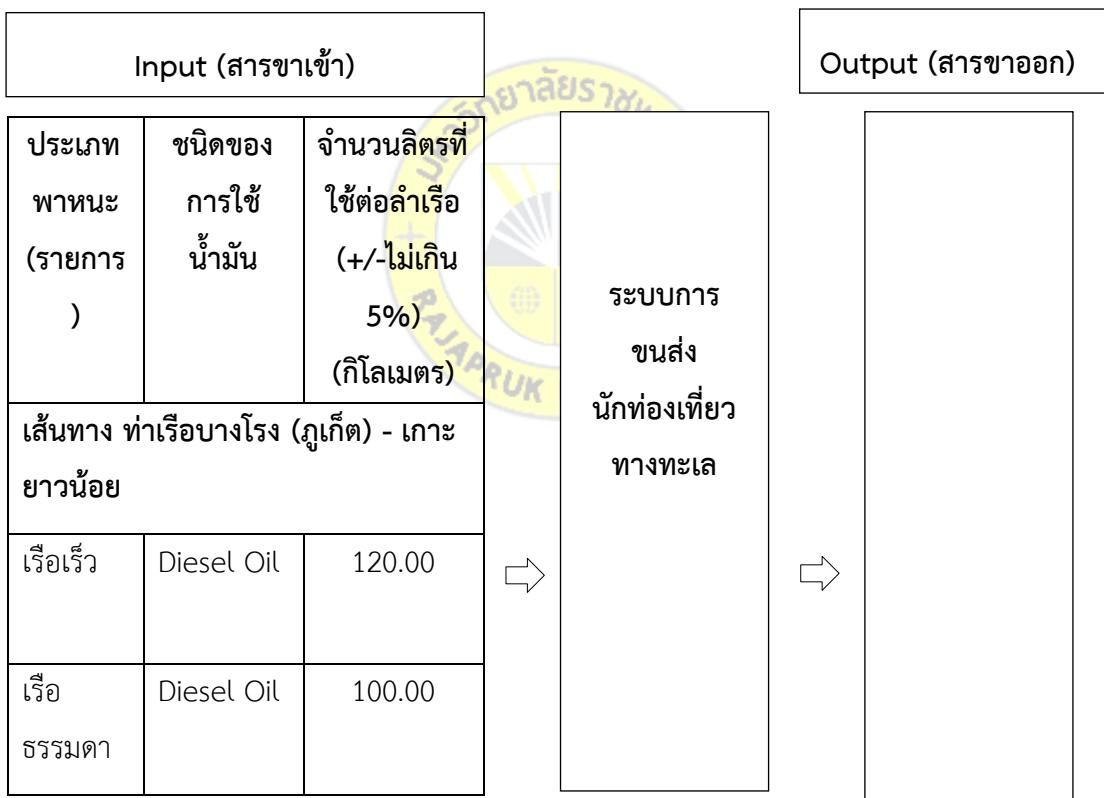 Input (สารขาเข้า)
Output (สารขาออก)
ประเภท
พาหนะ
(รายการ
)
ชนิดของ
การใช้
น้ำมัน
จำนวนลิตรที่
ใช้ต่อลำเรือ
(+/-ไม่เกิน
5%)
(กิโลเมตร)
เส้นทาง ท่าเรือบางโรง (ภูเก็ต) - เกาะ
ยาวน้อย
เรือเร็ว
Diesel Oil
120.00
เรือ
ธรรมดา
Diesel Oil
100.00
ระบบการ
ขนส่ง
นักท่องเที่ยว
ทางทะเล